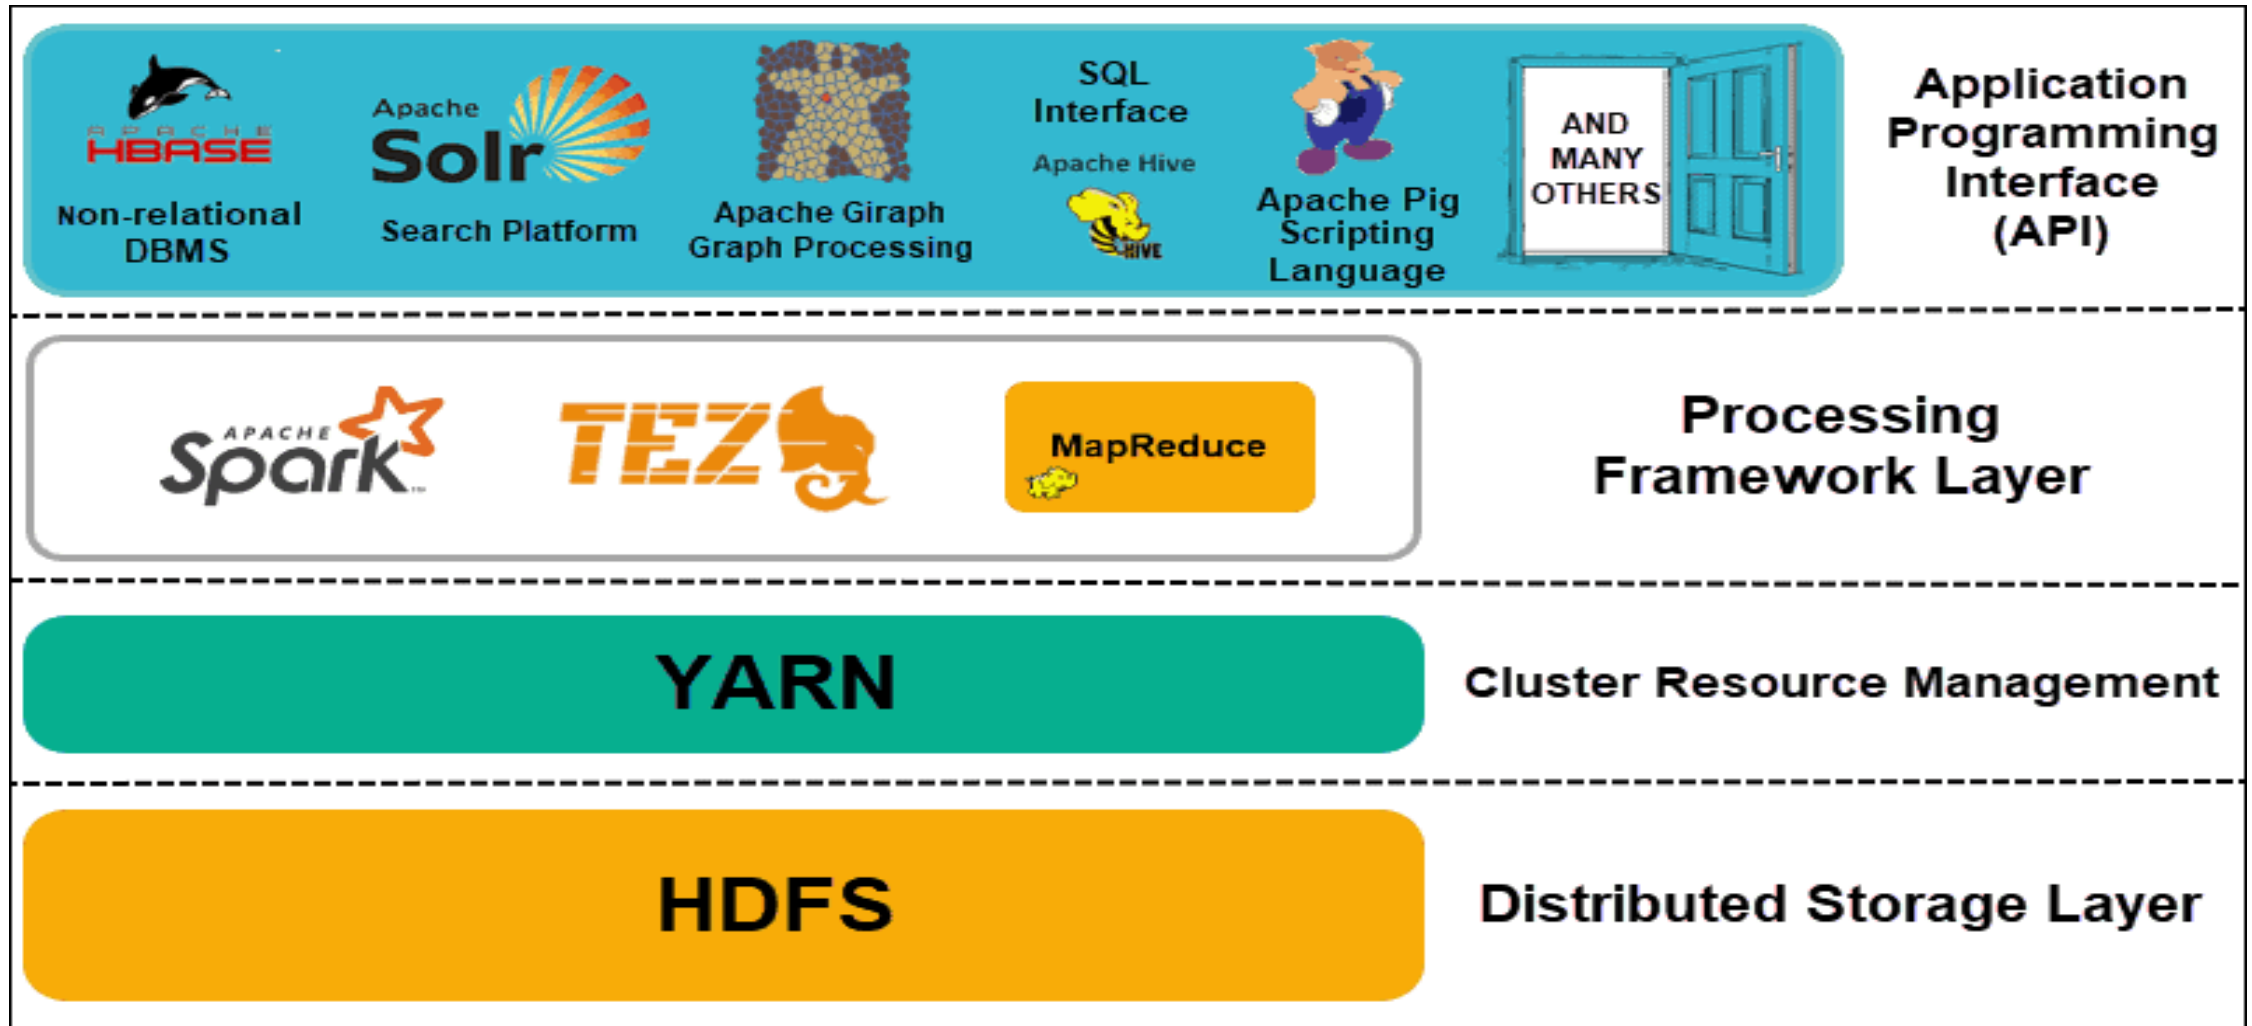 APACHE
HBASE
Non-relational
DBMS
Apache
Solr
Search Platform
Apache Giraph
Graph Processing
SQL
Interface
Apache Hive
HIVE
Apache Pig
Scripting
Language
AND
MANY
OTHERS
Application
Programming
Interface
(API)
APACHE
Spark
TEZ
MapReduce
Processing
Framework Layer
YARN
Cluster Resource Management
HDFS
Distributed Storage Layer